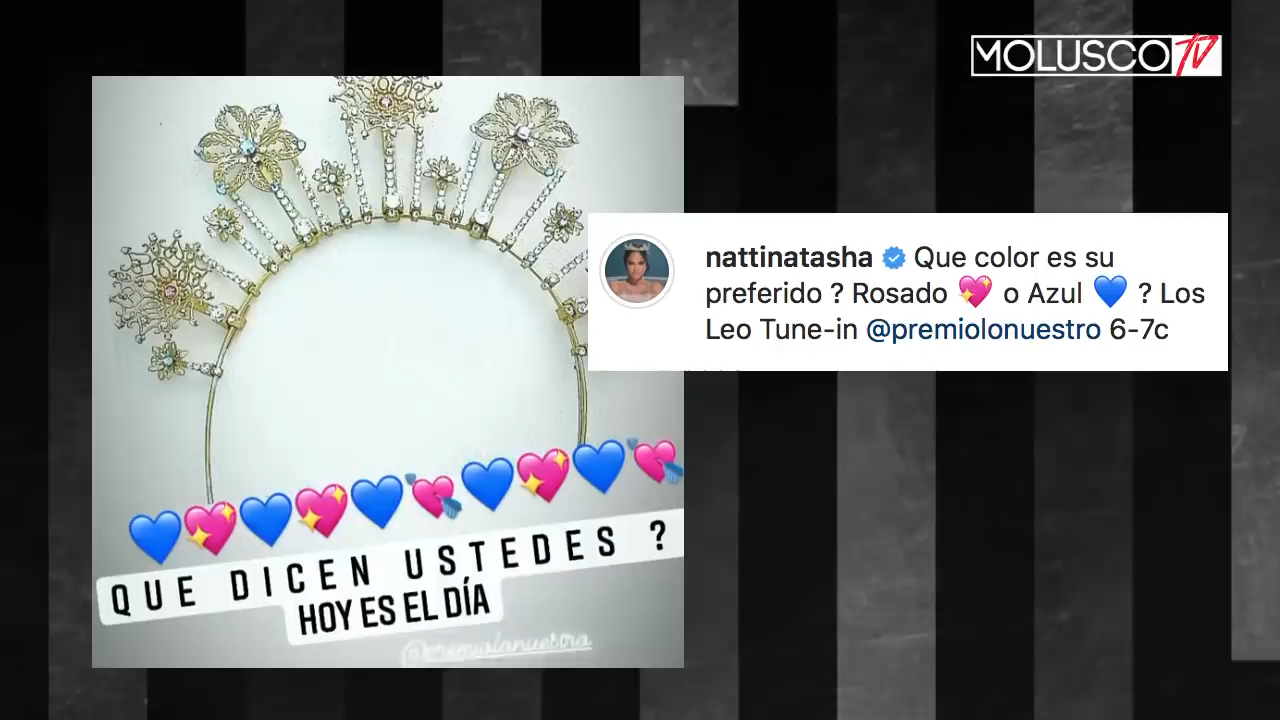 MOLUSCO TV
nattinatasha Que color es su
preferido ? Rosado 💖 o Azul 💙 ? Los
Leo Tune-in @premiolonuestro 6-7c
💙💖💙💖💙💘💙💖💙💘
QUE DICEN USTEDES ?
HOY ES EL DÍA
@premiolonuestro